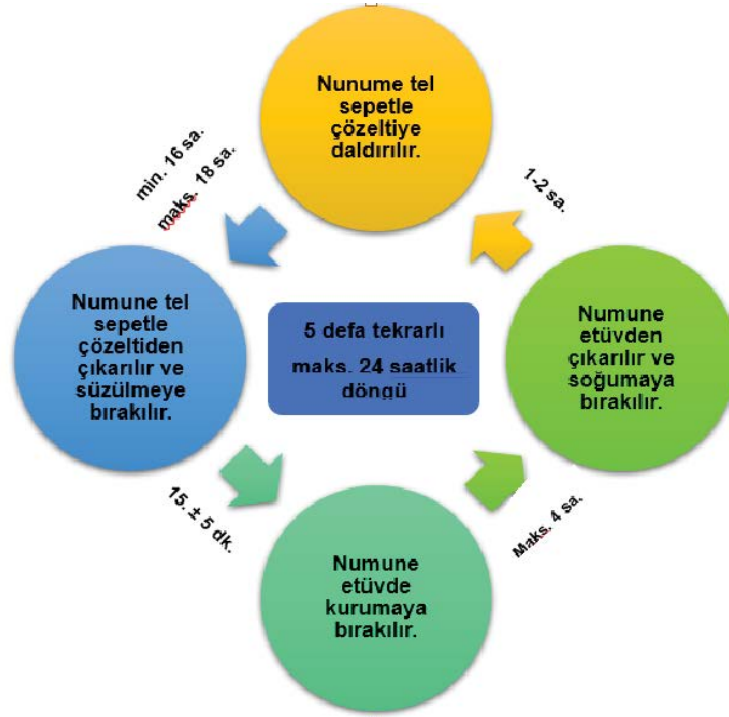 Nunume tel
sepetle
çözeltiye
daldırılır.
min. 16 sa.
maks. 18 sa.
1-2 sa.
Numune tel
sepetle
çözeltiden
çıkarılır ve
süzülmeye
bırakılır.
5 defa tekrarlı
maks. 24 saatlik
döngü
Numune
etüvden
çıkarılır ve
soğumaya
bırakılır.
15. ± 5 dk.
Maks. 4 sa.
Numune
etüvde
kurumaya
bırakılır.